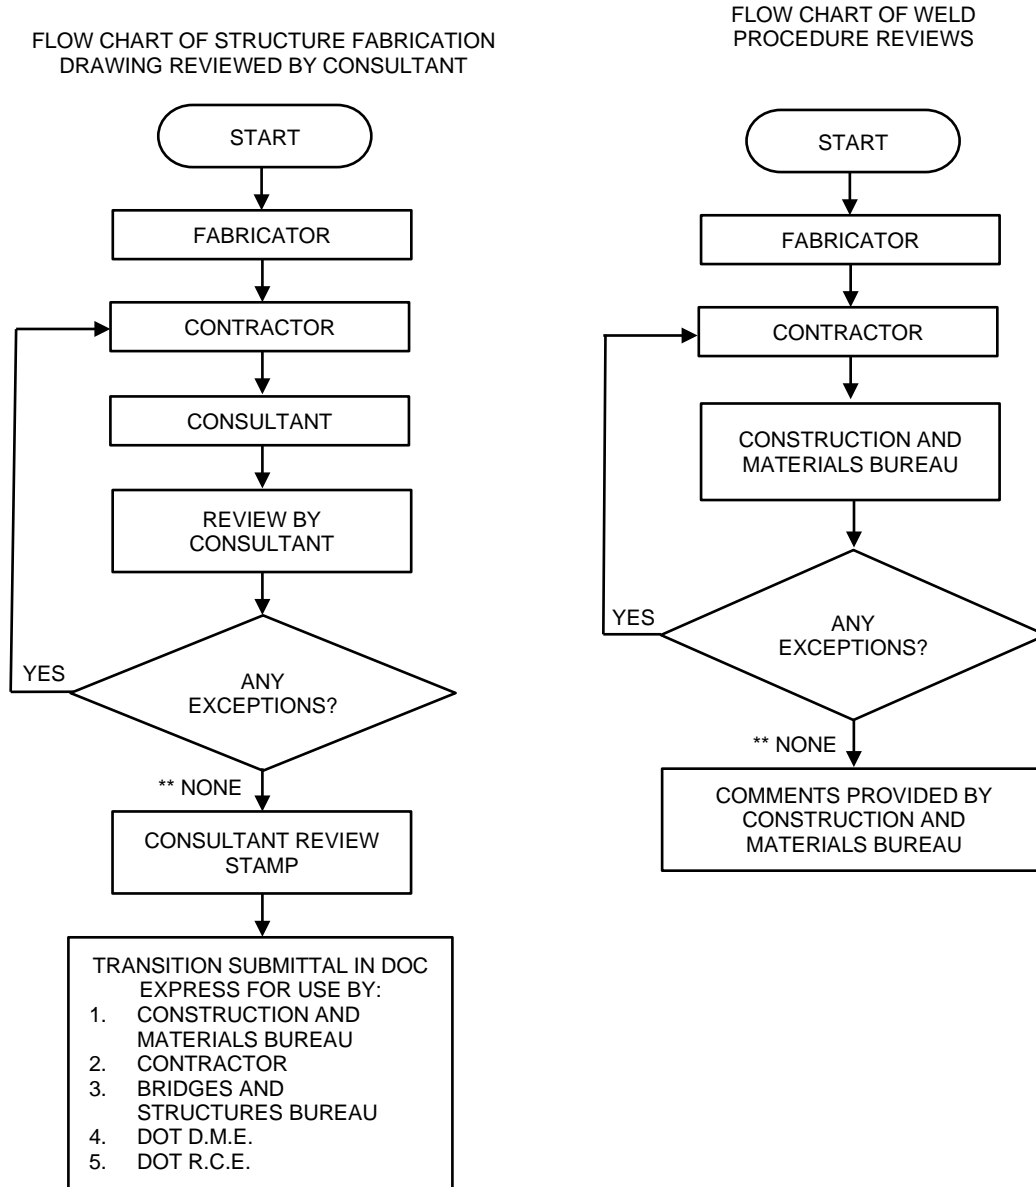 FLOW CHART OF STRUCTURE FABRICATION
DRAWING REVIEWED BY CONSULTANT
START
FABRICATOR
CONTRACTOR
CONSULTANT
REVIEW BY
CONSULTANT
YES
ANY
EXCEPTIONS?
** NONE
CONSULTANT REVIEW
STAMP
TRANSITION SUBMITTAL IN DOC
EXPRESS FOR USE BY:
1. CONSTRUCTION AND
MATERIALS BUREAU
2. CONTRACTOR
3. BRIDGES AND
STRUCTURES BUREAU
4. DOT D.M.E.
5. DOT R.C.E.
FLOW CHART OF WELD
PROCEDURE REVIEWS
START
FABRICATOR
CONTRACTOR
CONSTRUCTION AND
MATERIALS BUREAU
YES
ANY
EXCEPTIONS?
** NONE
COMMENTS PROVIDED BY
CONSTRUCTION AND
MATERIALS BUREAU